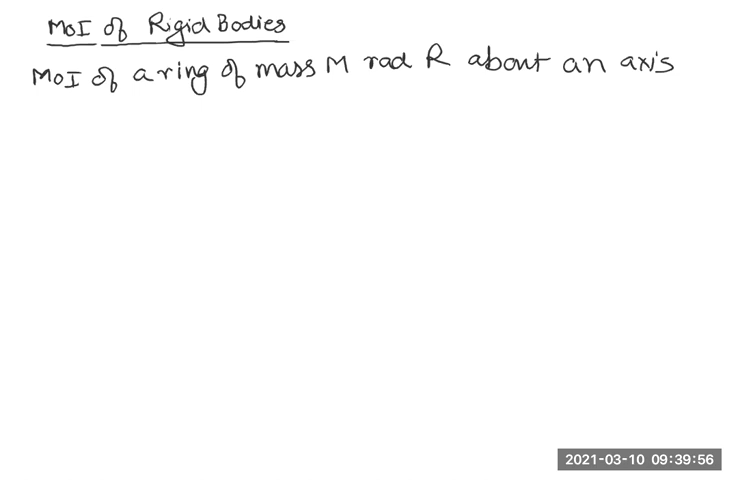 MOI of Rigid Bodies
MOI of a ring of mass M rad R about an axis
2021-03-10 09:39:56